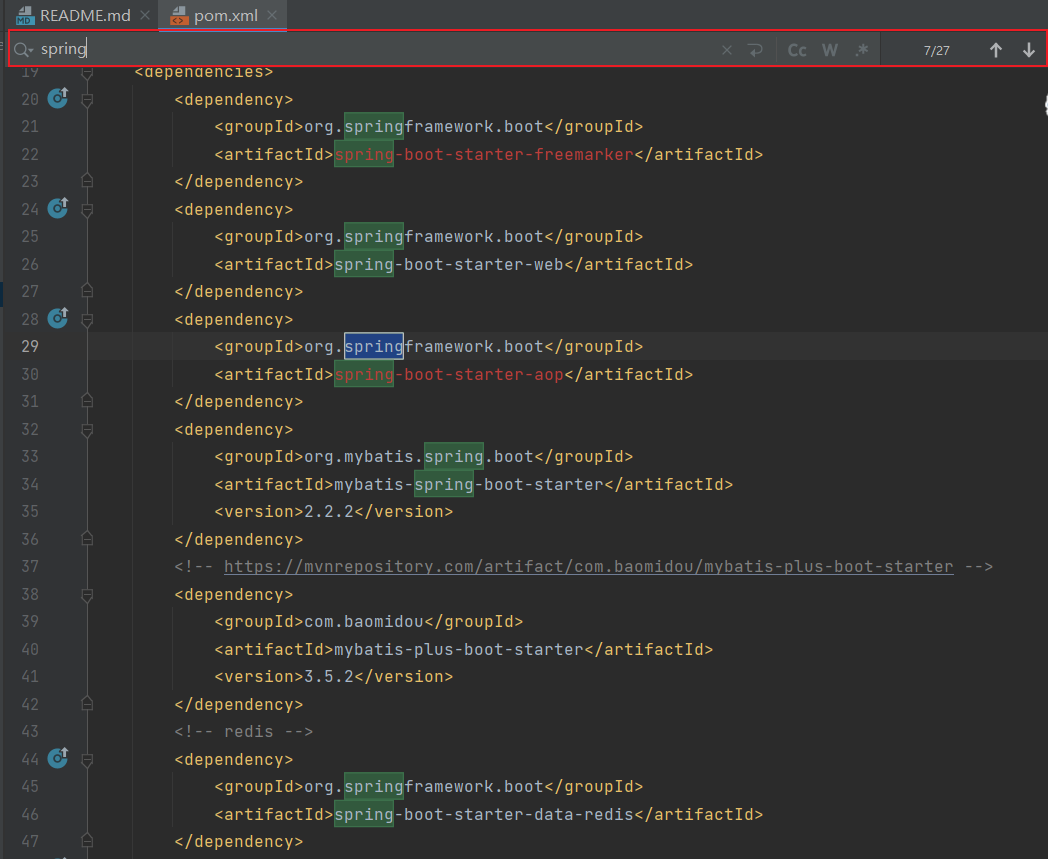 README.md pom.xml
spring Cc W .* 7/27
19 <dependencies>
20 <dependency>
21 <groupId>org.springframework.boot</groupId>
22 <artifactId>spring-boot-starter-freemarker</artifactId>
23 </dependency>
24 <dependency>
25 <groupId>org.springframework.boot</groupId>
26 <artifactId>spring-boot-starter-web</artifactId>
27 </dependency>
28 <dependency>
29 <groupId>org.springframework.boot</groupId>
30 <artifactId>spring-boot-starter-aop</artifactId>
31 </dependency>
32 <dependency>
33 <groupId>org.mybatis.spring.boot</groupId>
34 <artifactId>mybatis-spring-boot-starter</artifactId>
35 <version>2.2.2</version>
36 </dependency>
37 <!-- https://mvnrepository.com/artifact/com.baomidou/mybatis-plus-boot-starter -->
38 <dependency>
39 <groupId>com.baomidou</groupId>
40 <artifactId>mybatis-plus-boot-starter</artifactId>
41 <version>3.5.2</version>
42 </dependency>
43 <!-- redis -->
44 <dependency>
45 <groupId>org.springframework.boot</groupId>
46 <artifactId>spring-boot-starter-data-redis</artifactId>
47 </dependency>